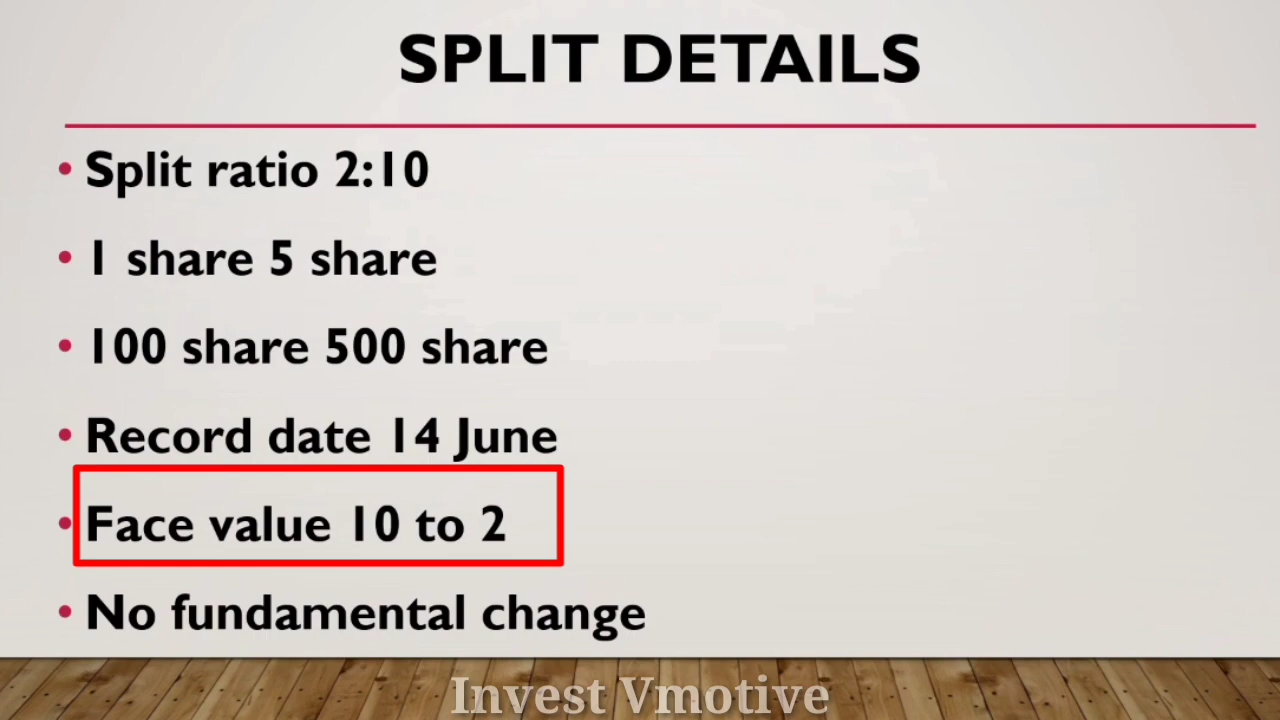 SPLIT DETAILS
• Split ratio 2:10
• 1 share 5 share
• 100 share 500 share
• Record date 14 June
• Face value 10 to 2
• No fundamental change
Invest Vmotive